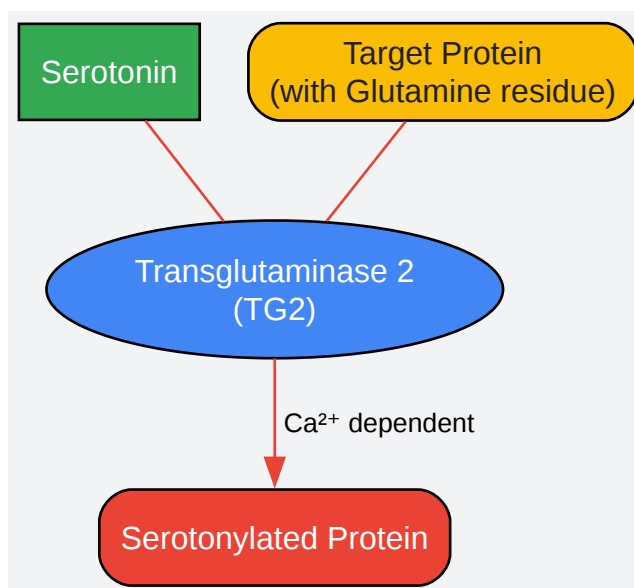 Serotonin
Target Protein
(with Glutamine residue)
Transglutaminase 2
(TG2)
Ca²⁺ dependent
Serotonylated Protein